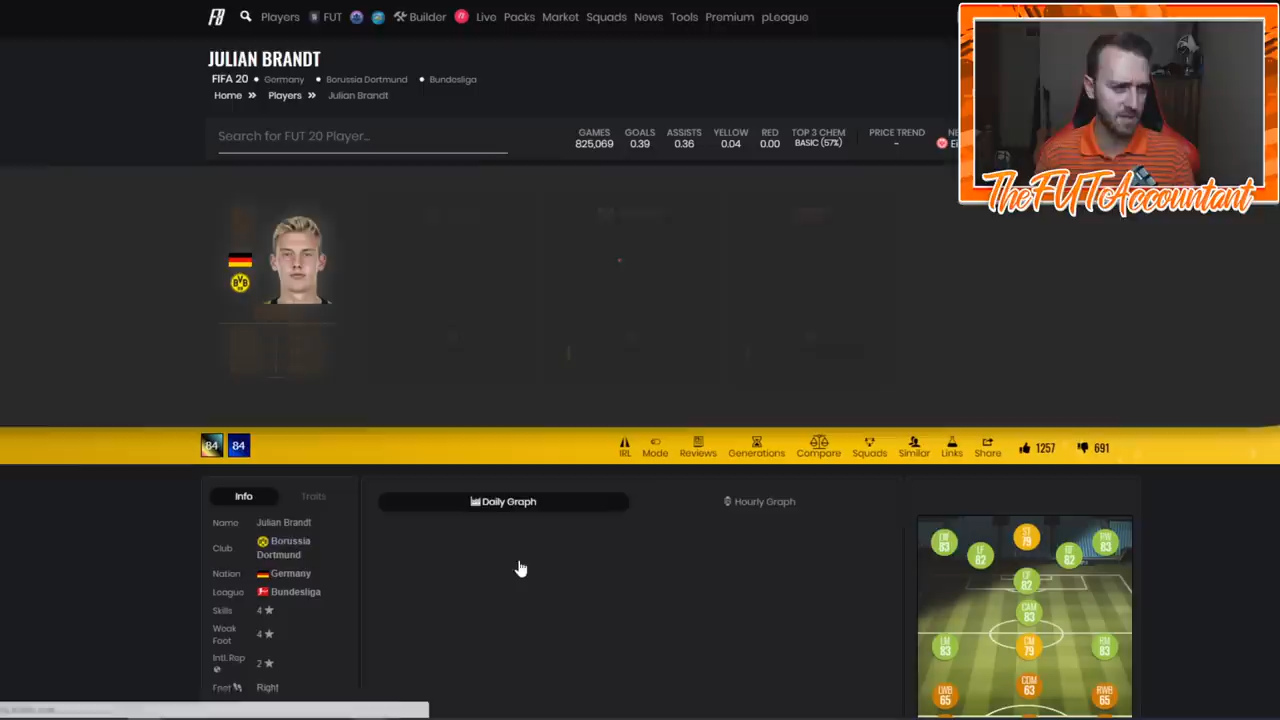 Players FUT Builder Live Packs Market Squads News Tools Premium pLeague
JULIAN BRANDT
FIFA 20 • Germany • Borussia Dortmund • Bundesliga
Home » Players » Julian Brandt
Search for FUT 20 Player...
GAMES GOALS ASSISTS YELLOW RED TOP 3 CHEM PRICE TREND
825,069 0.39 0.36 0.04 0.00 BASIC (57%) -
TheFUTAccountant
84 84
IRL Mode Reviews Generations Compare Squads Similar Links Share 1257 691
Info Traits
Daily Graph Hourly Graph
Name Julian Brandt
Club Borussia
Dortmund
Nation Germany
League Bundesliga
Skills 4★
Weak
Foot 4★
Intl.Rep 2★
Foot Right
ST
79
LW
83
RW
83
LF
82
RF
82
CF
82
CAM
83
LM
83
CM
79
RM
83
CDM
63
LWB
65
RWB
65